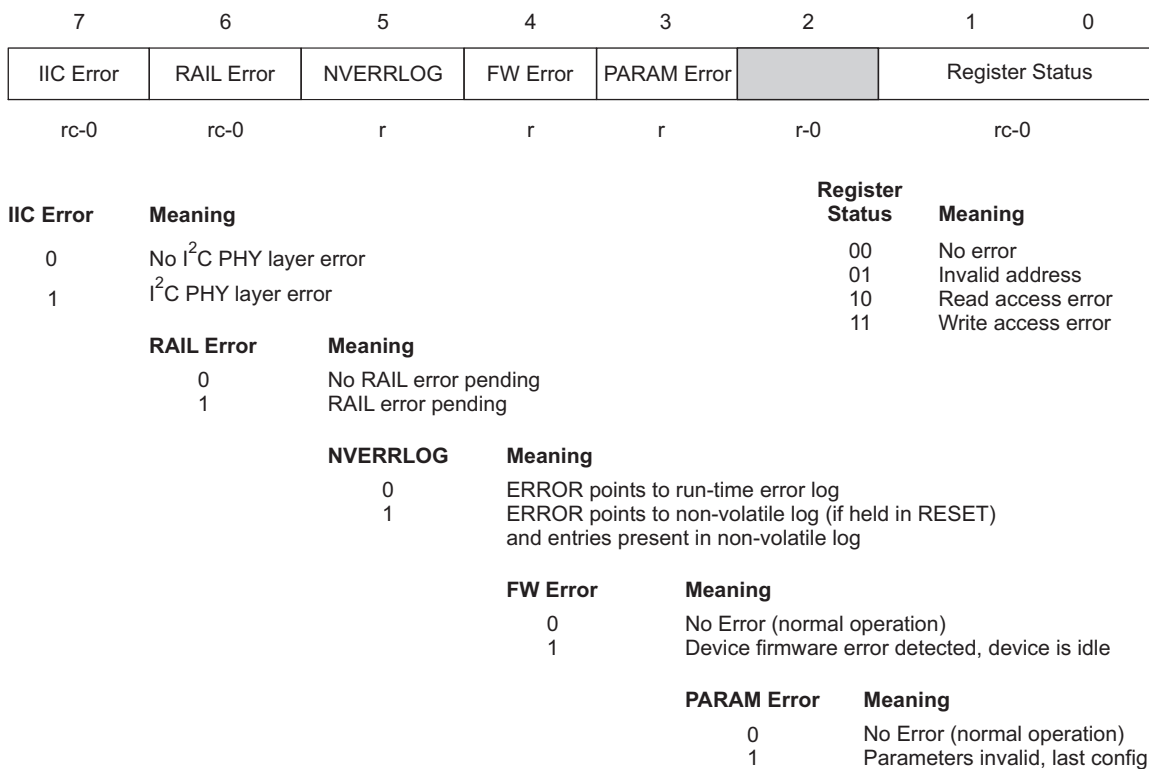 7 6 5 4 3 2 1 0
IIC Error RAIL Error NVERRLOG FW Error PARAM Error Register Status
rc-0 rc-0 r r r r-0 rc-0
IIC Error Meaning
0 No I²C PHY layer error
1 I²C PHY layer error
Register
Status Meaning
00 No error
01 Invalid address
10 Read access error
11 Write access error
RAIL Error Meaning
0 No RAIL error pending
1 RAIL error pending
NVERRLOG Meaning
0 ERROR points to run-time error log
1 ERROR points to non-volatile log (if held in RESET)
and entries present in non-volatile log
FW Error Meaning
0 No Error (normal operation)
1 Device firmware error detected, device is idle
PARAM Error Meaning
0 No Error (normal operation)
1 Parameters invalid, last config